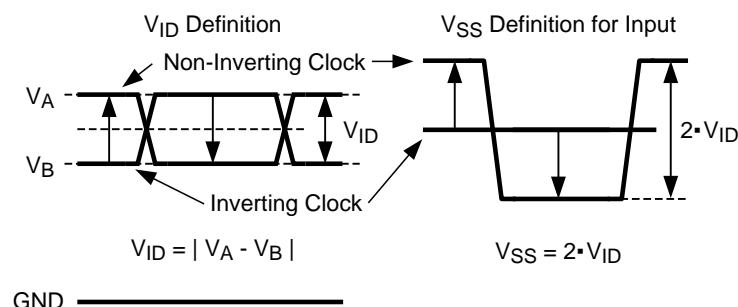 V_ID Definition
V_SS Definition for Input
Non-Inverting Clock
V_A
V_ID
2▪V_ID
V_B
Inverting Clock
V_ID = | V_A - V_B |
V_SS = 2▪V_ID
GND